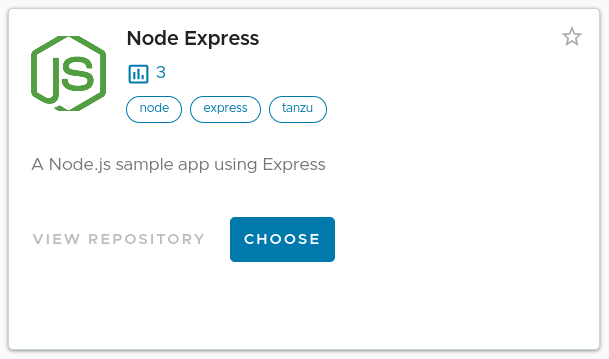 JS
Node Express
3
node express tanzu
A Node.js sample app using Express
VIEW REPOSITORY CHOOSE